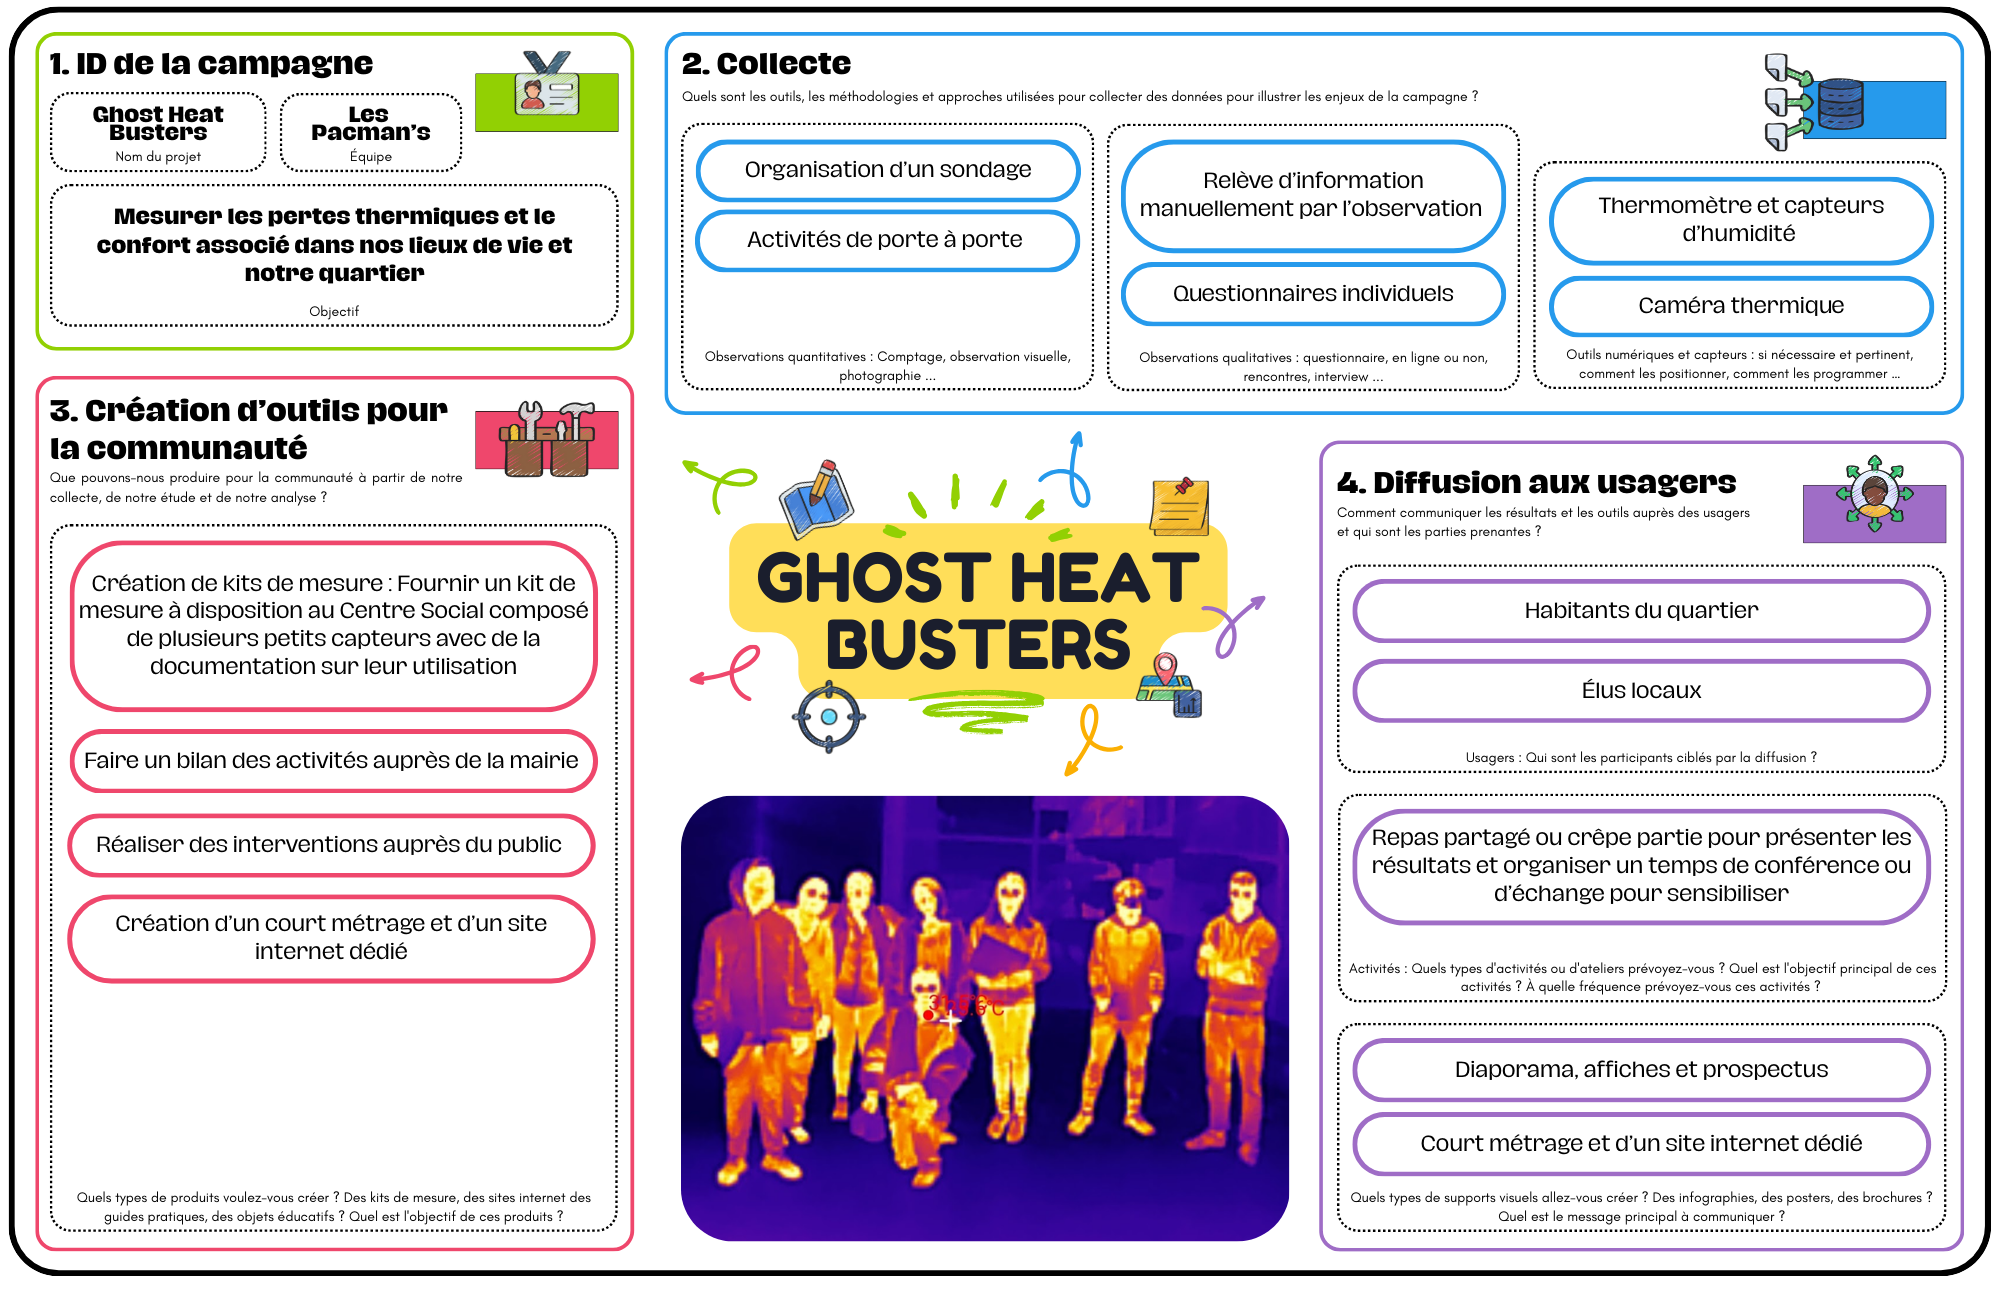 1. ID de la campagne
Ghost Heat
Busters
Nom du projet
Les
Pacman's
Équipe
Mesurer les pertes thermiques et le
confort associé dans nos lieux de vie et
notre quartier
Objectif
2. Collecte
Quels sont les outils, les méthodologies et approches utilisées pour collecter des données pour illustrer les enjeux de la campagne ?
Organisation d'un sondage
Activités de porte à porte
Observations quantitatives : Comptage, observation visuelle,
photographie ...
Relève d'information
manuellement par l'observation
Questionnaires individuels
Observations qualitatives : questionnaire, en ligne ou non,
rencontres, interview ...
Thermomètre et capteurs
d'humidité
Caméra thermique
Outils numériques et capteurs : si nécessaire et pertinent,
comment les positionner, comment les programmer ...
3. Création d'outils pour
la communauté
Que pouvons-nous produire pour la communauté à partir de notre
collecte, de notre étude et de notre analyse ?
Création de kits de mesure : Fournir un kit de
mesure à disposition au Centre Social composé
de plusieurs petits capteurs avec de la
documentation sur leur utilisation
Faire un bilan des activités auprès de la mairie
Réaliser des interventions auprès du public
Création d'un court métrage et d'un site
internet dédié
Quels types de produits voulez-vous créer ? Des kits de mesure, des sites internet des
guides pratiques, des objets éducatifs ? Quel est l'objectif de ces produits ?
GHOST HEAT
BUSTERS
4. Diffusion aux usagers
Comment communiquer les résultats et les outils auprès des usagers
et qui sont les parties prenantes ?
Habitants du quartier
Élus locaux
Usagers : Qui sont les participants ciblés par la diffusion ?
Repas partagé ou crêpe partie pour présenter les
résultats et organiser un temps de conférence ou
d'échange pour sensibiliser
Activités : Quels types d'activités ou d'ateliers prévoyez-vous ? Quel est l'objectif principal de ces
activités ? À quelle fréquence prévoyez-vous ces activités ?
Diaporama, affiches et prospectus
Court métrage et d'un site internet dédié
Quels types de supports visuels allez-vous créer ? Des infographies, des posters, des brochures ?
Quel est le message principal à communiquer ?